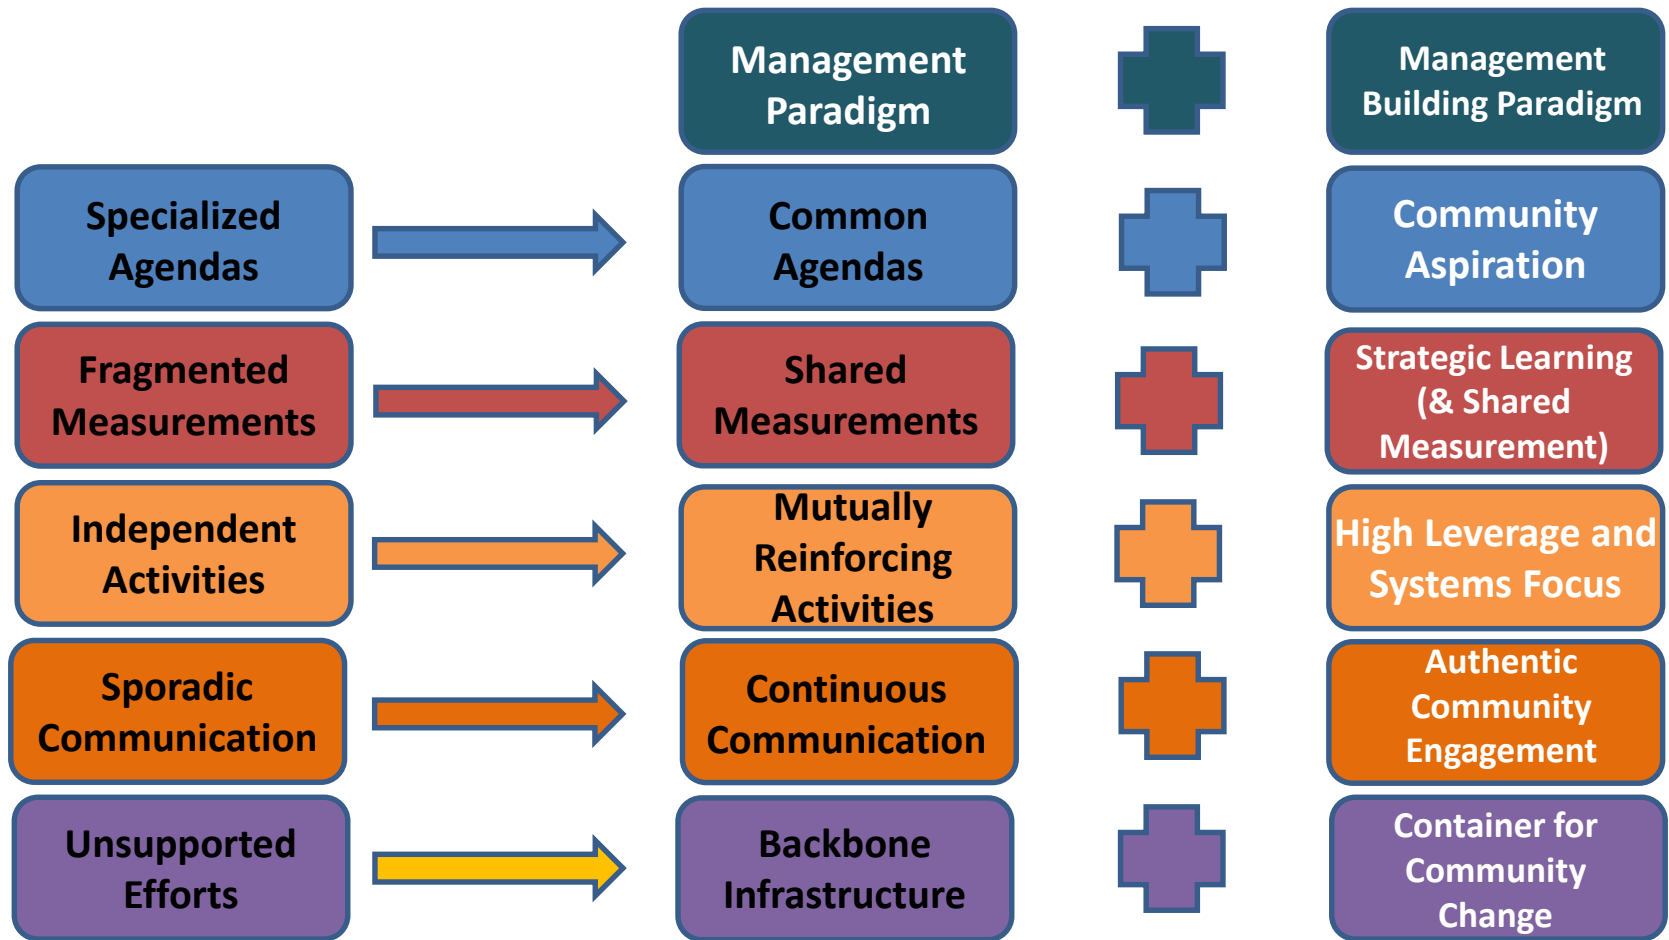 Management
Paradigm
Management
Building Paradigm
Specialized
Agendas
Common
Agendas
Community
Aspiration
Fragmented
Measurements
Shared
Measurements
Strategic Learning
(& Shared
Measurement)
Independent
Activities
Mutually
Reinforcing
Activities
High Leverage and
Systems Focus
Sporadic
Communication
Continuous
Communication
Authentic
Community
Engagement
Unsupported
Efforts
Backbone
Infrastructure
Container for
Community
Change